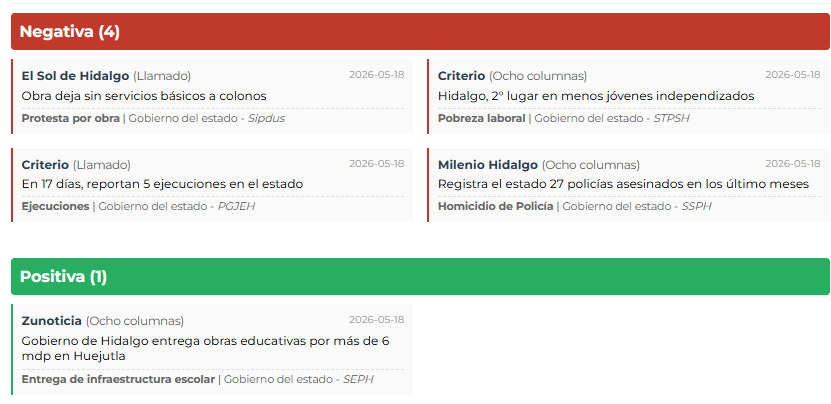 Negativa (4)
El Sol de Hidalgo (Llamado) 2026-05-18
Obra deja sin servicios básicos a colonos
Protesta por obra | Gobierno del estado - Sipdus
Criterio (Ocho columnas) 2026-05-18
Hidalgo, 2° lugar en menos jóvenes independizados
Pobreza laboral | Gobierno del estado - STPSH
Criterio (Llamado) 2026-05-18
En 17 días, reportan 5 ejecuciones en el estado
Ejecuciones | Gobierno del estado - PGJEH
Milenio Hidalgo (Ocho columnas) 2026-05-18
Registra el estado 27 policías asesinados en los último meses
Homicidio de Policía | Gobierno del estado - SSPH
Positiva (1)
Zunoticia (Ocho columnas) 2026-05-18
Gobierno de Hidalgo entrega obras educativas por más de 6
mdp en Huejutla
Entrega de infraestructura escolar | Gobierno del estado - SEPH